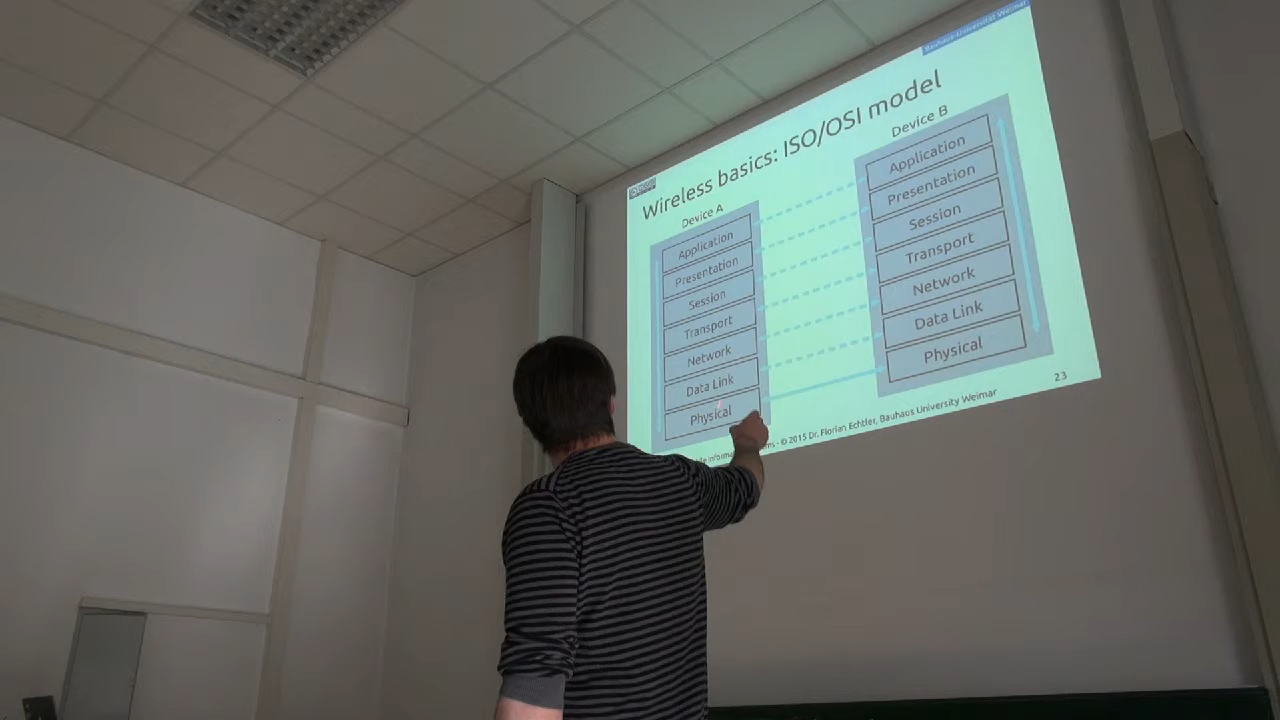 Bauhaus-Universität Weimar
Wireless basics: ISO/OSI model
Device A
Application
Presentation
Session
Transport
Network
Data Link
Physical
Device B
Application
Presentation
Session
Transport
Network
Data Link
Physical
- © 2015 Dr. Florian Echtler, Bauhaus University Weimar
23